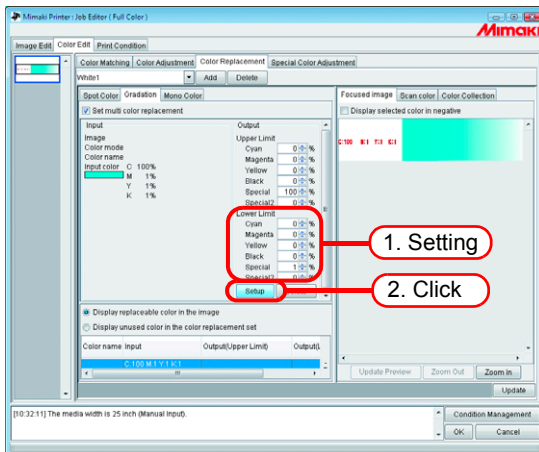 Mimaki Printer : Job Editor ( Full Color )
Mimaki
Image Edit Color Edit Print Condition
Color Matching Color Adjustment Color Replacement Special Color Adjustment
White1 Add Delete
Spot Color Gradation Mono Color
Set multi color replacement
Input Output
Image Upper Limit
Color mode Cyan 0 %
Color name Magenta 0 %
Input color C 100% Yellow 0 %
M 1% Black 0 %
Y 1% Special 100 %
K 1% Special2 0 %
Lower Limit
Cyan 0 %
Magenta 0 %
Yellow 0 %
Black 0 %
Special 1 %
Special2 0 %
Setup
Display replaceable color in the image
Display unused color in the color replacement set
Color name Input Output(Upper Limit) Output(L
C:100 M:1 Y:1 K:1
Focused image Scan color Color Collection
Display selected color in negative
C:100 M:1 Y:1 K:1
1. Setting
2. Click
Update Preview Zoom Out Zoom In
Update
[10:32:11] The media width is 25 inch (Manual Input).
Condition Management
OK Cancel